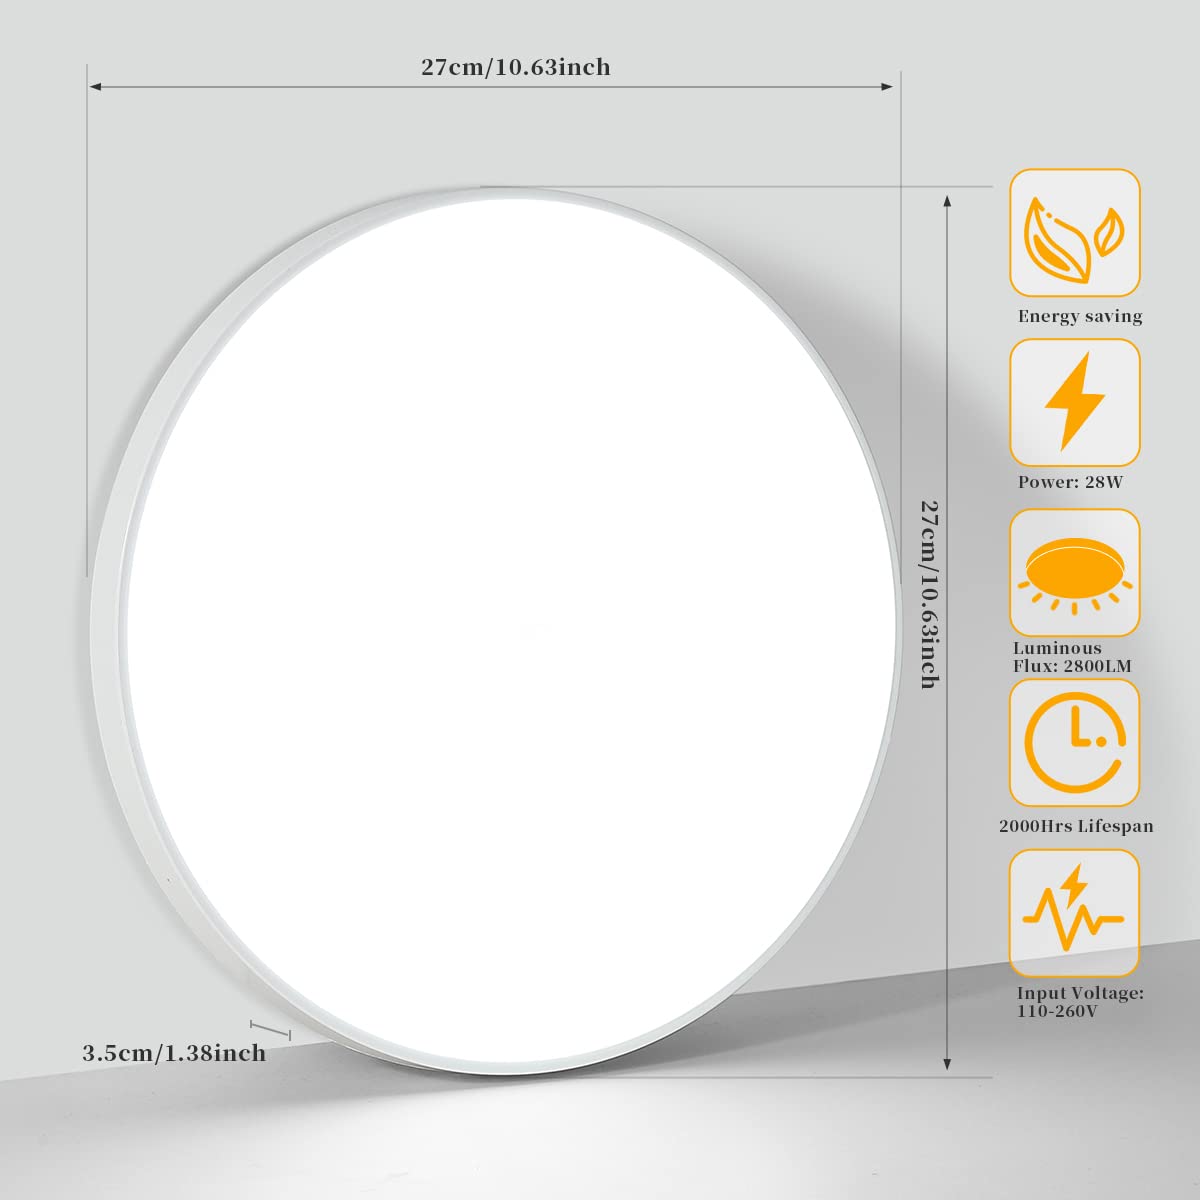 27cm/10.63inch
27cm/10.63inch
3.5cm/1.38inch
Energy saving
Power: 28W
Luminous
Flux: 2800LM
2000Hrs Lifespan
Input Voltage:
110-260V